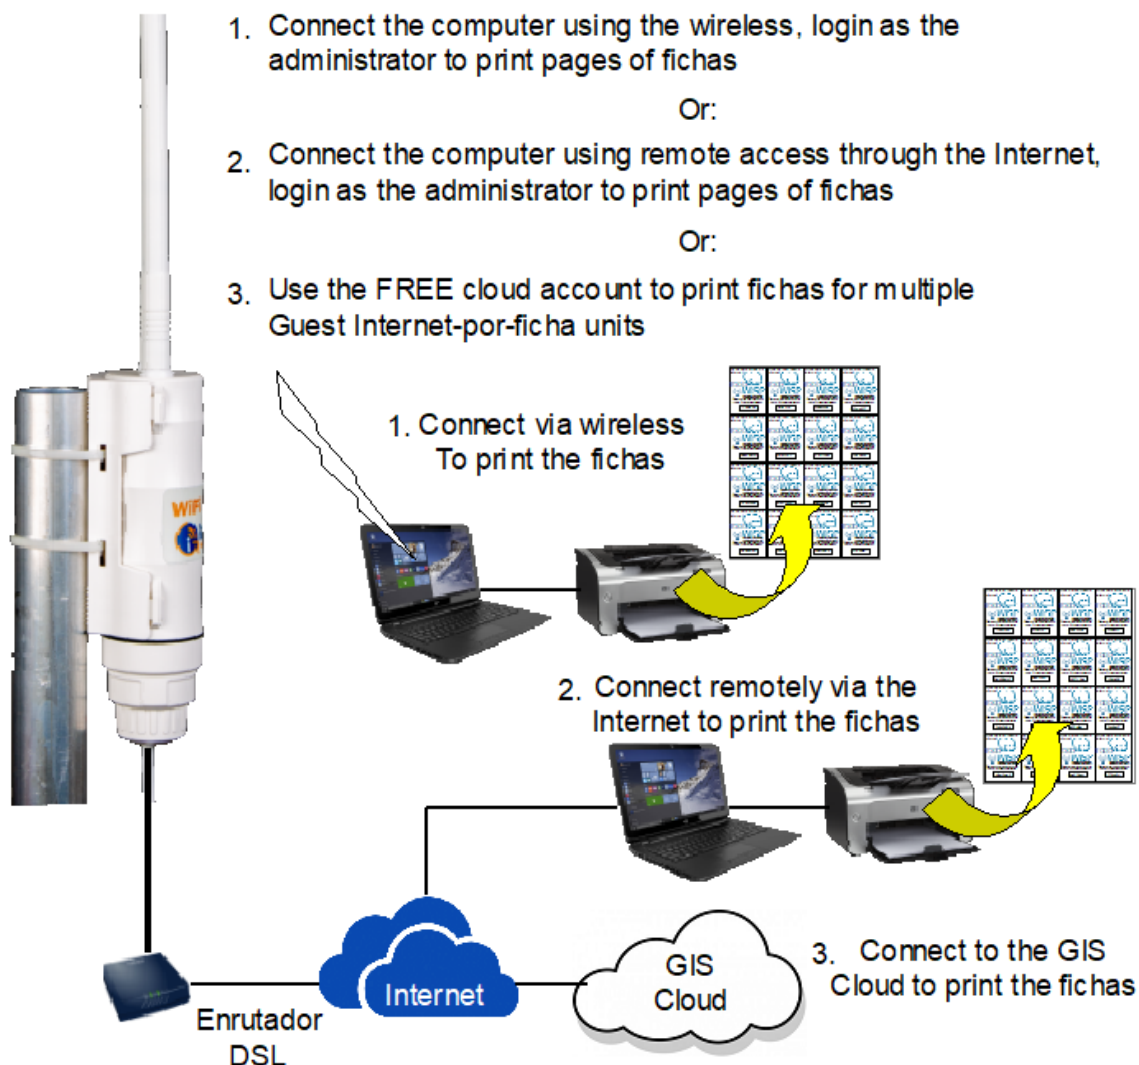 1. Connect the computer using the wireless, login as the
administrator to print pages of fichas
Or:
2. Connect the computer using remote access through the Internet,
login as the administrator to print pages of fichas
Or:
3. Use the FREE cloud account to print fichas for multiple
Guest Internet-por-ficha units
1. Connect via wireless
To print the fichas
WiFi
2. Connect remotely via the
Internet to print the fichas
3. Connect to the GIS
Cloud to print the fichas
GIS
Cloud
Internet
Enrutador
DSL